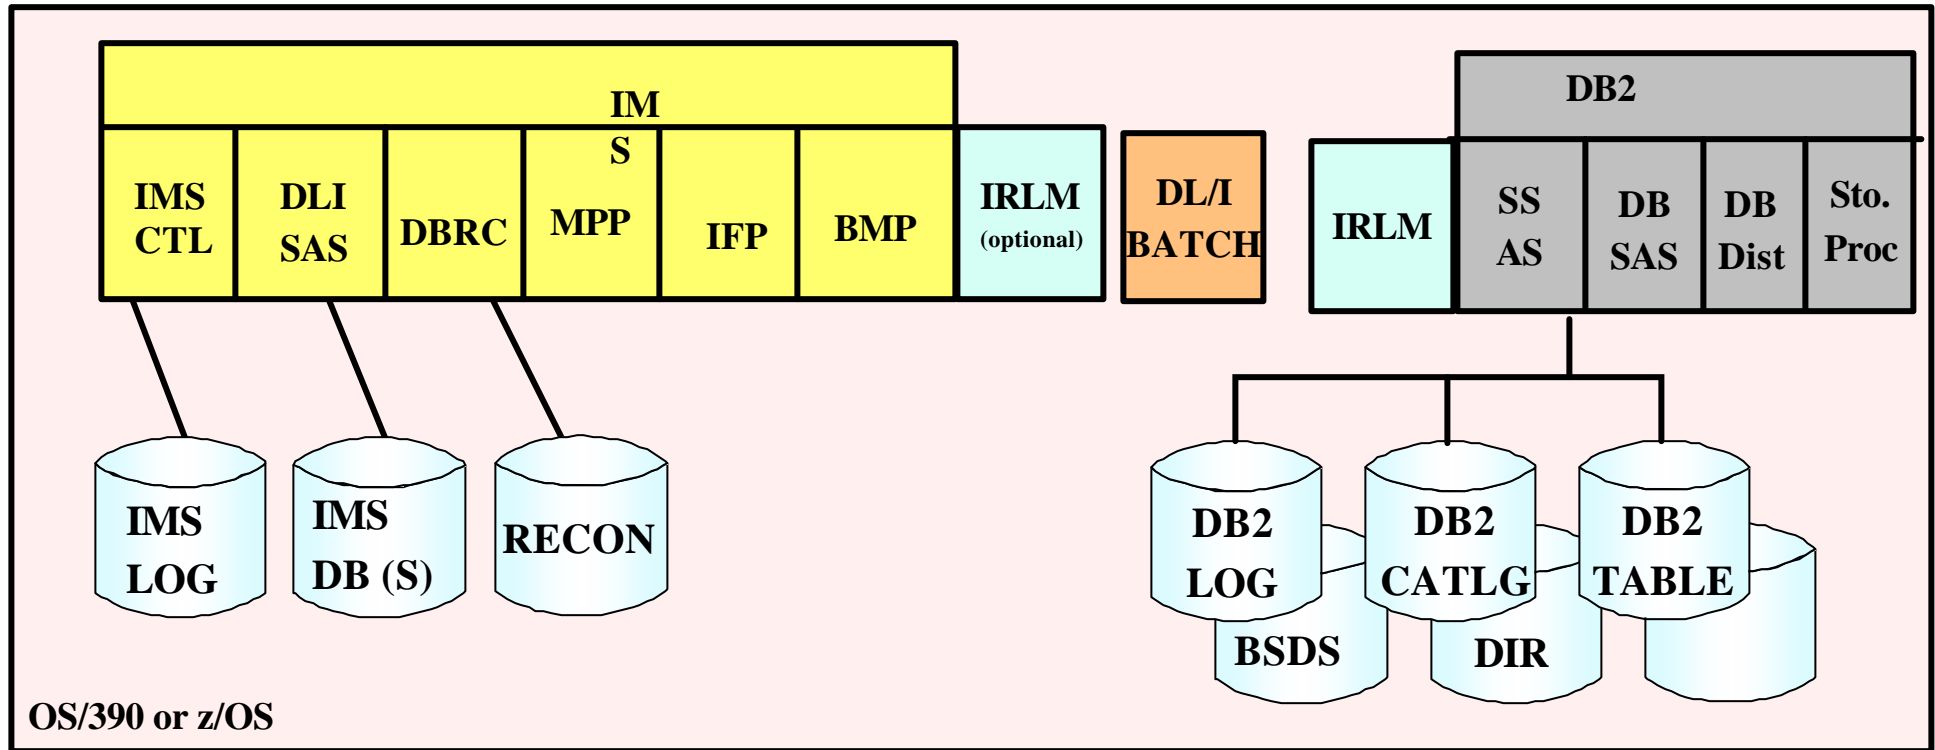 IM
S
IMS
CTL
DLI
SAS
DBRC
MPP
IFP
BMP
IRLM
(optional)
DL/I
BATCH
IRLM
DB2
SS
AS
DB
SAS
DB
Dist
Sto.
Proc
IMS
LOG
IMS
DB (S)
RECON
DB2
LOG
DB2
CATLG
DB2
TABLE
BSDS
DIR
OS/390 or z/OS